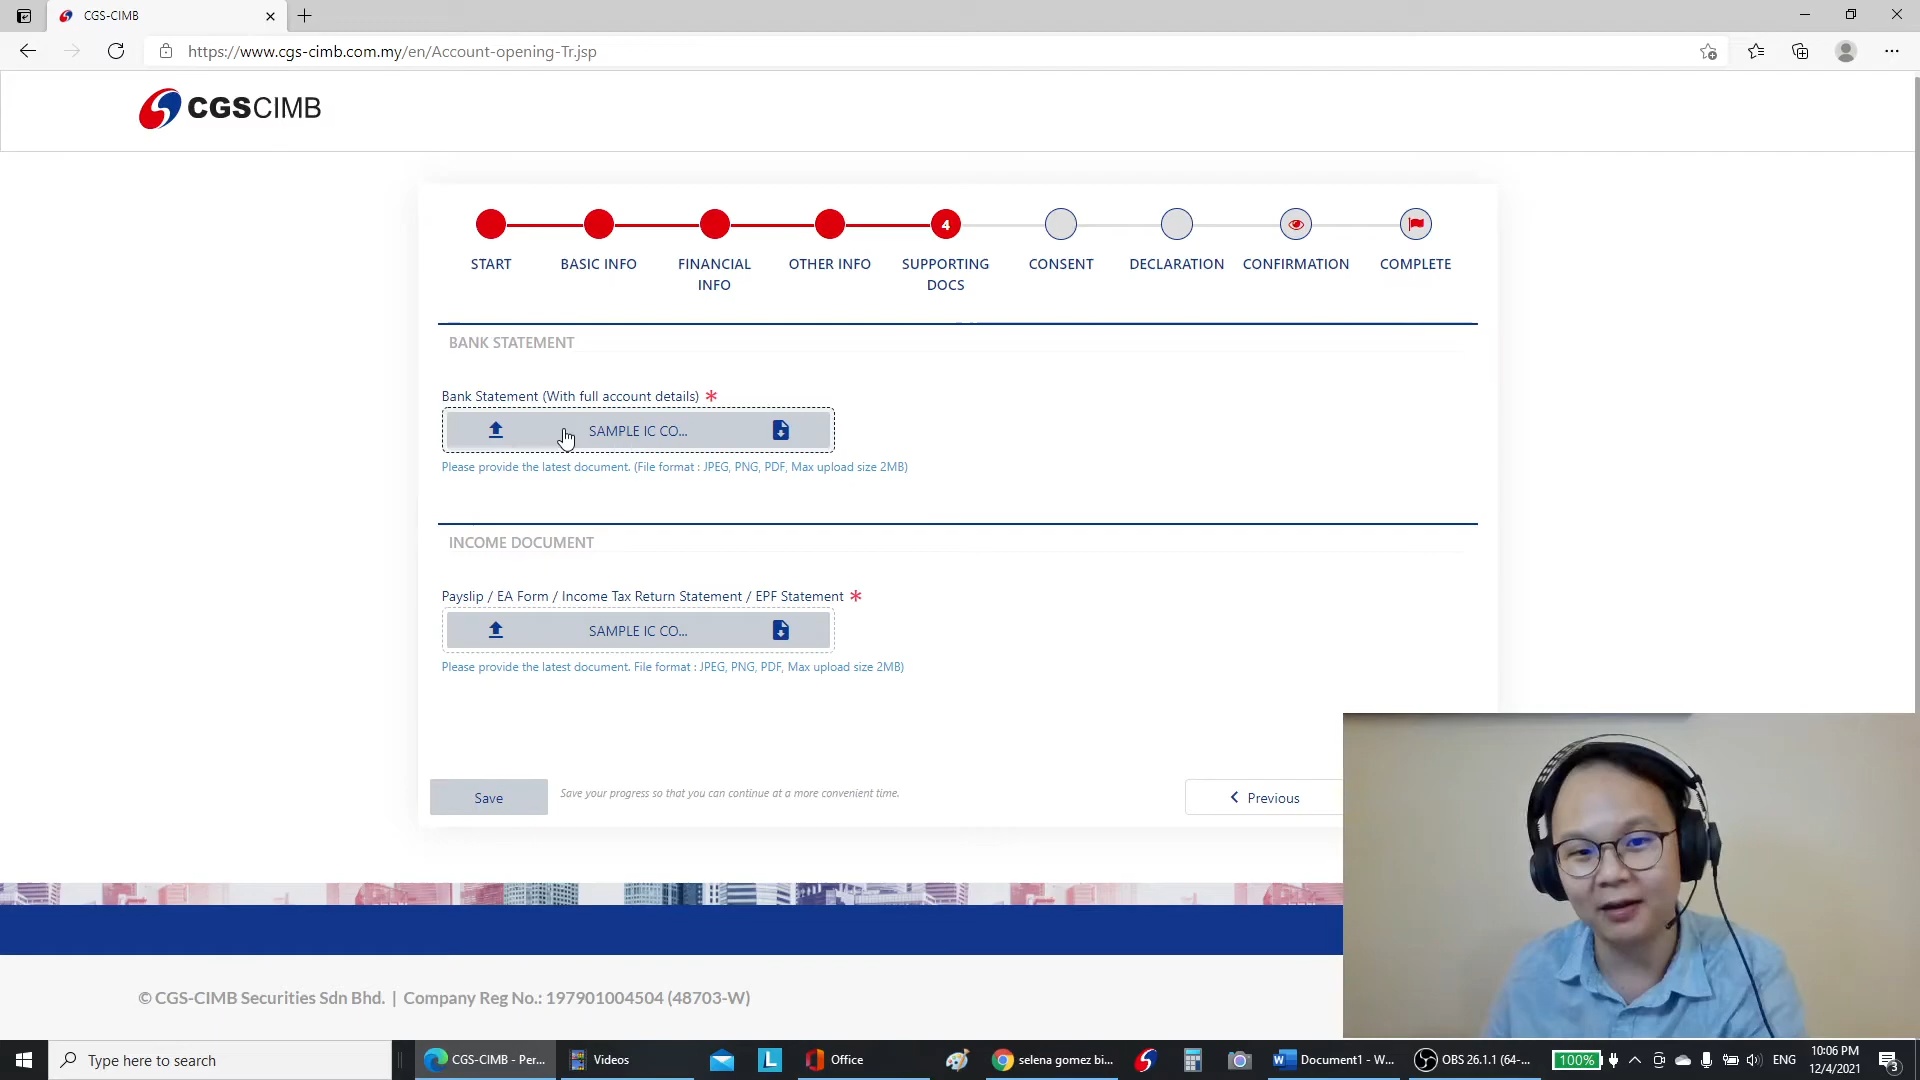 CGS-CIMB
https://www.cgs-cimb.com.my/en/Account-opening-Tr.jsp
CGS CIMB
4
START
BASIC INFO
FINANCIAL
INFO
OTHER INFO
SUPPORTING
DOCS
CONSENT
DECLARATION
CONFIRMATION
COMPLETE
BANK STATEMENT
Bank Statement (With full account details) *
SAMPLE IC CO...
Please provide the latest document. (File format : JPEG, PNG, PDF, Max upload size 2MB)
INCOME DOCUMENT
Payslip / EA Form / Income Tax Return Statement / EPF Statement *
SAMPLE IC CO...
Please provide the latest document. File format : JPEG, PNG, PDF, Max upload size 2MB)
Save
Save your progress so that you can continue at a more convenient time.
Previous
© CGS-CIMB Securities Sdn Bhd. | Company Reg No.: 197901004504 (48703-W)
Type here to search
CGS-CIMB - Per...
Videos
L
Office
selena gomez bi...
Document1 - W...
OBS 26.1.1 (64-...
100%
ENG
10:06 PM
12/4/2021
3